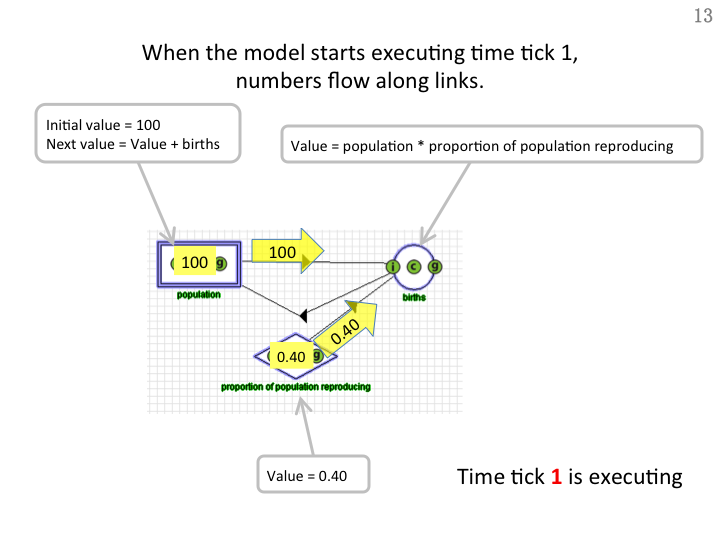 13
When the model starts executing time tick 1,
numbers flow along links.
Initial value = 100
Next value = Value + births
Value = population * proportion of population reproducing
100
g
100
i
c
g
population
births
0.40
0.40
g
proportion of population reproducing
Value = 0.40
Time tick 1 is executing